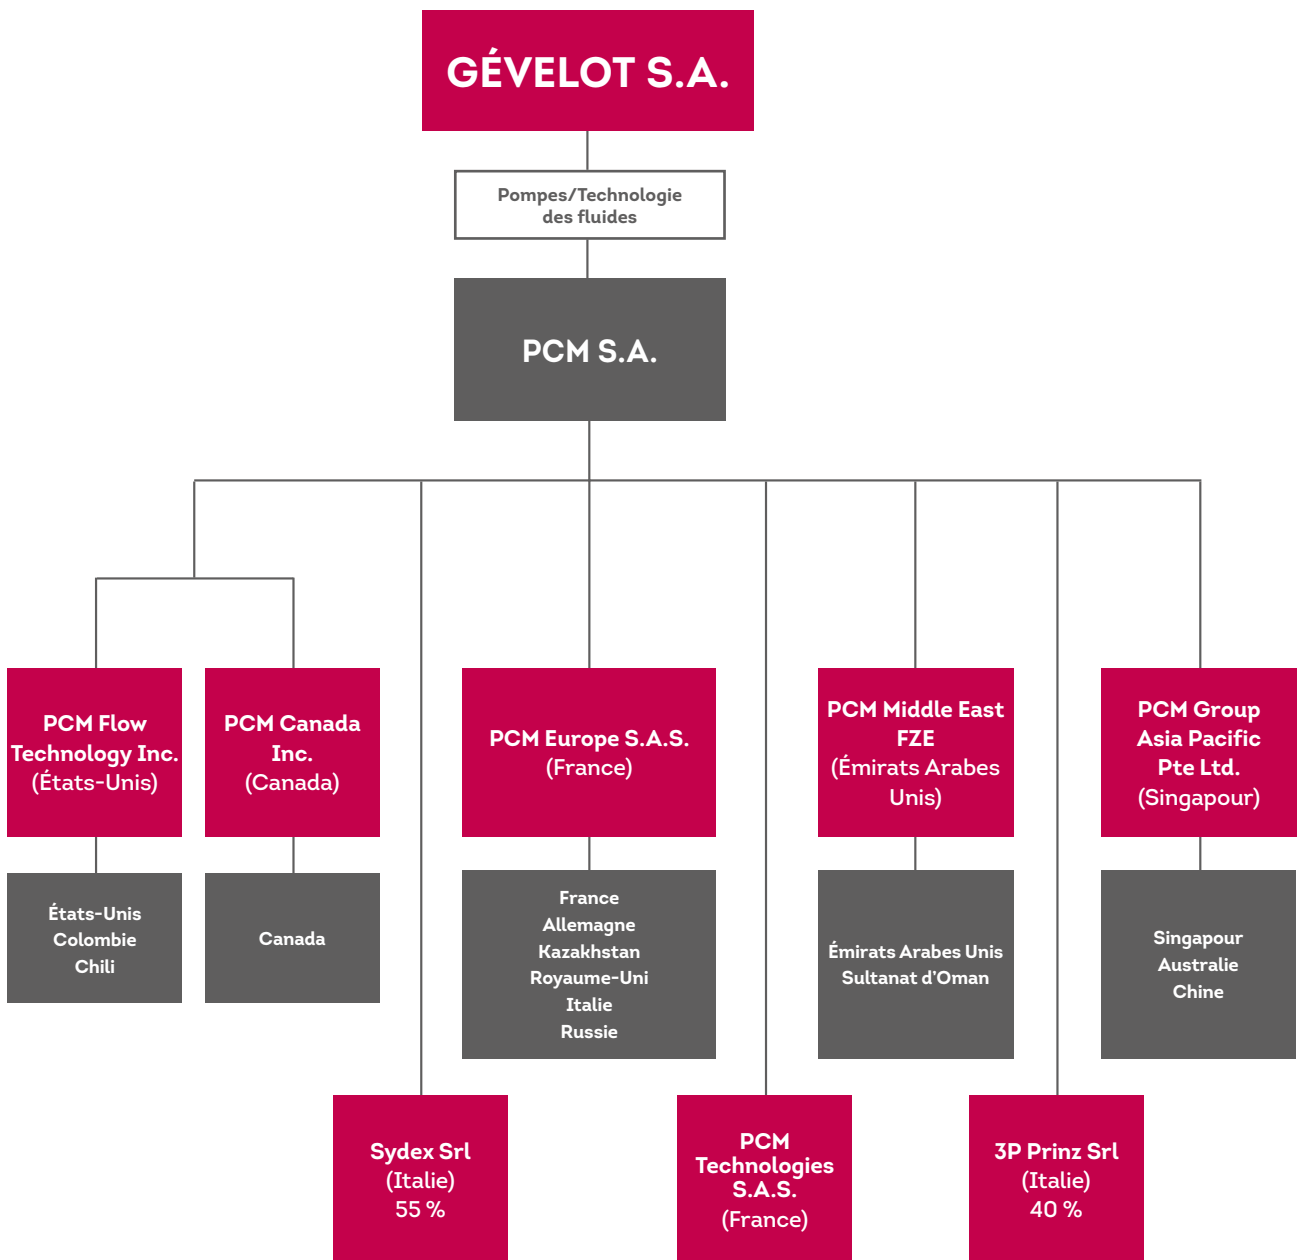 GÉVELOT S.A.
Pompes/Technologie
des fluides
PCM S.A.
PCM Flow
Technology Inc.
(États-Unis)
PCM Canada
Inc.
(Canada)
PCM Europe S.A.S.
(France)
PCM Middle East
FZE
(Émirats Arabes
Unis)
PCM Group
Asia Pacific
Pte Ltd.
(Singapour)
États-Unis
Colombie
Chili
Canada
France
Allemagne
Kazakhstan
Royaume-Uni
Italie
Russie
Émirats Arabes Unis
Sultanat d’Oman
Singapour
Australie
Chine
Sydex Srl
(Italie)
55 %
PCM
Technologies
S.A.S.
(France)
3P Prinz Srl
(Italie)
40 %